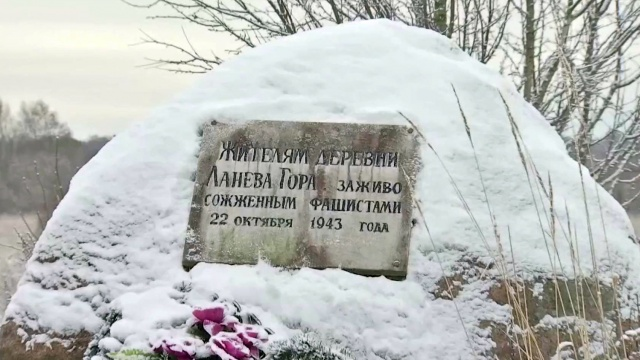 Жителям деревни
Ланева Гора заживо
сожженным фашистами
22 октября 1943 года